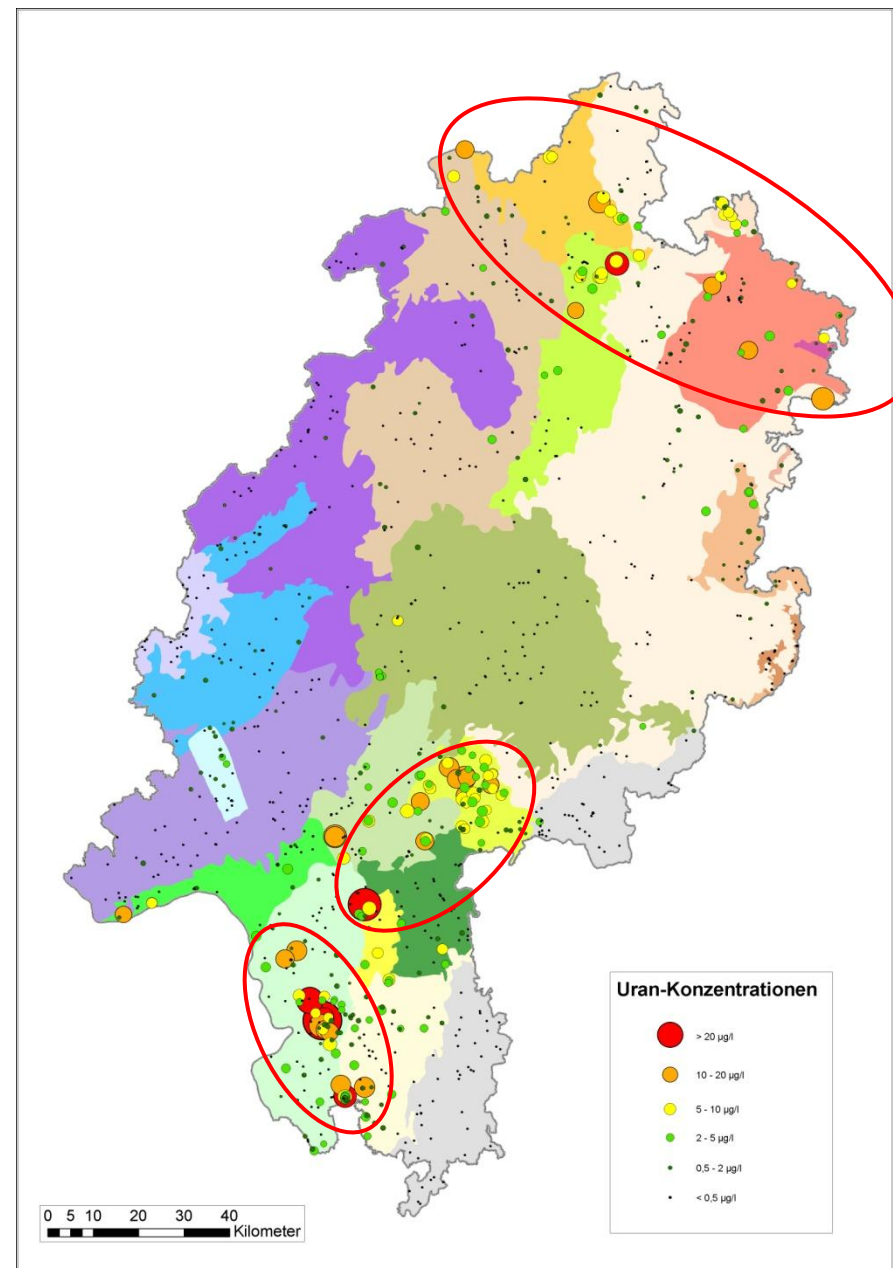 Uran-Konzentrationen
> 20 µg/l
10 - 20 µg/l
5 - 10 µg/l
2 - 5 µg/l
0,5 - 2 µg/l
< 0,5 µg/l
0 5 10 20 30 40
Kilometer